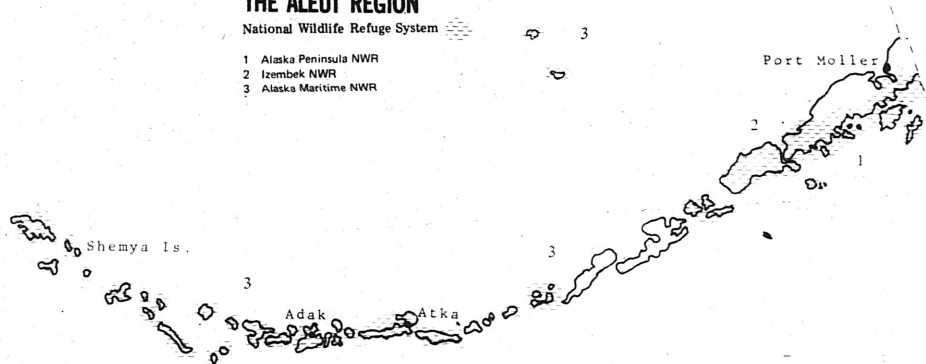 THE ALEUT REGION
National Wildlife Refuge System
1 Alaska Peninsula NWR
2 Izembek NWR
3 Alaska Maritime NWR
3
Port Moller
2
1
Shemya Is.
3
3
Adak
Atka